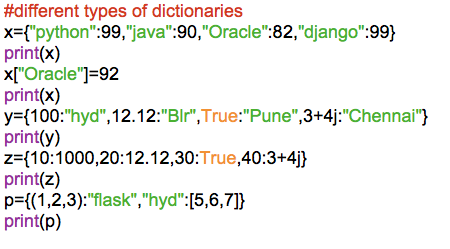 #different types of dictionaries
x={"python":99,"java":90,"Oracle":82,"django":99}
print(x)
x["Oracle"]=92
print(x)
y={100:"hyd",12.12:"Blr",True:"Pune",3+4j:"Chennai"}
print(y)
z={10:1000,20:12.12,30:True,40:3+4j}
print(z)
p={(1,2,3):"flask","hyd":[5,6,7]}
print(p)